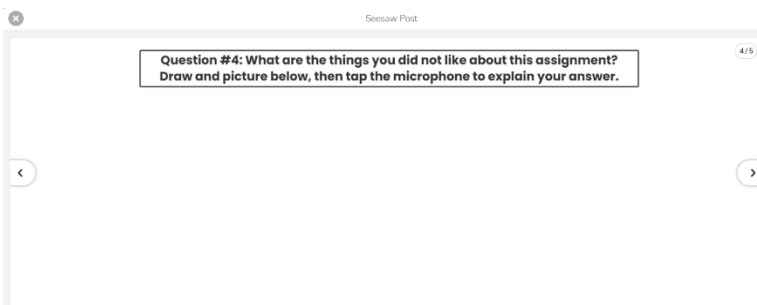 Seesaw Post
4/5
Question #4: What are the things you did not like about this assignment?
Draw and picture below, then tap the microphone to explain your answer.